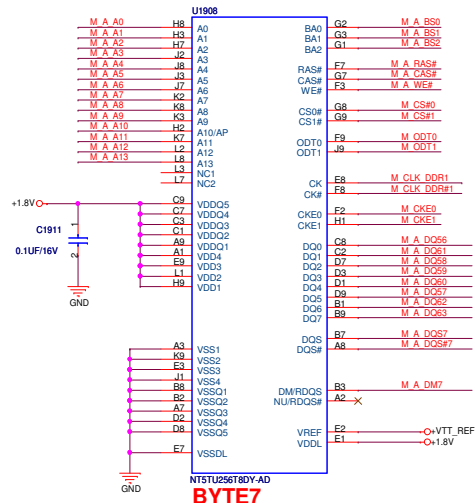 U1908
M_A_A0 H8 A0 BA0 G2 M_A_BS0
M_A_A1 H3 A1 BA1 G3 M_A_BS1
M_A_A2 H7 A2 BA2 G1 M_A_BS2
M_A_A3 J2 A3
M_A_A4 J8 A4 RAS# F7 M_A_RAS#
M_A_A5 J3 A5 CAS# G7 M_A_CAS#
M_A_A6 J7 A6 WE# F3 M_A_WE#
M_A_A7 K2 A7
M_A_A8 K8 A8 CS0# G8 M_CS#0
M_A_A9 K3 A9 CS1# G9 M_CS#1
M_A_A10 H2 A10/AP
M_A_A11 K7 A11 ODT0 F9 M_ODT0
M_A_A12 L2 A12 ODT1 J9 M_ODT1
M_A_A13 L8 A13
L3 NC1
L7 NC2 CK E8 M_CLK_DDR1
CK# F8 M_CLK_DDR#1
+1.8V C9 VDDQ5
C7 VDDQ4 CKE0 F2 M_CKE0
C3 VDDQ3 CKE1 H1 M_CKE1
C1 VDDQ2
C1911 1 A9 VDDQ1 DQ0 C8 M_A_DQ56
A1 VDD4 DQ1 C2 M_A_DQ61
0.1UF/16V 2 E9 VDD3 DQ2 D7 M_A_DQ58
L1 VDD2 DQ3 D3 M_A_DQ59
H9 VDD1 DQ4 D1 M_A_DQ60
DQ5 D9 M_A_DQ57
GND DQ6 B1 M_A_DQ62
DQ7 B9 M_A_DQ63
A3 VSS1 DQS B7 M_A_DQS7
K9 VSS2 DQS# A8 M_A_DQS#7
E3 VSS3
J1 VSS4
B8 VSSQ1 DM/RDQS B3 M_A_DM7
B2 VSSQ2 NU/RDQS# A2
A7 VSSQ3
D2 VSSQ4
D8 VSSQ5 VREF E2 +VTT_REF
VDDL E1 +1.8V
E7 VSSDL
GND
NT5TU256T8DY-AD
BYTE7